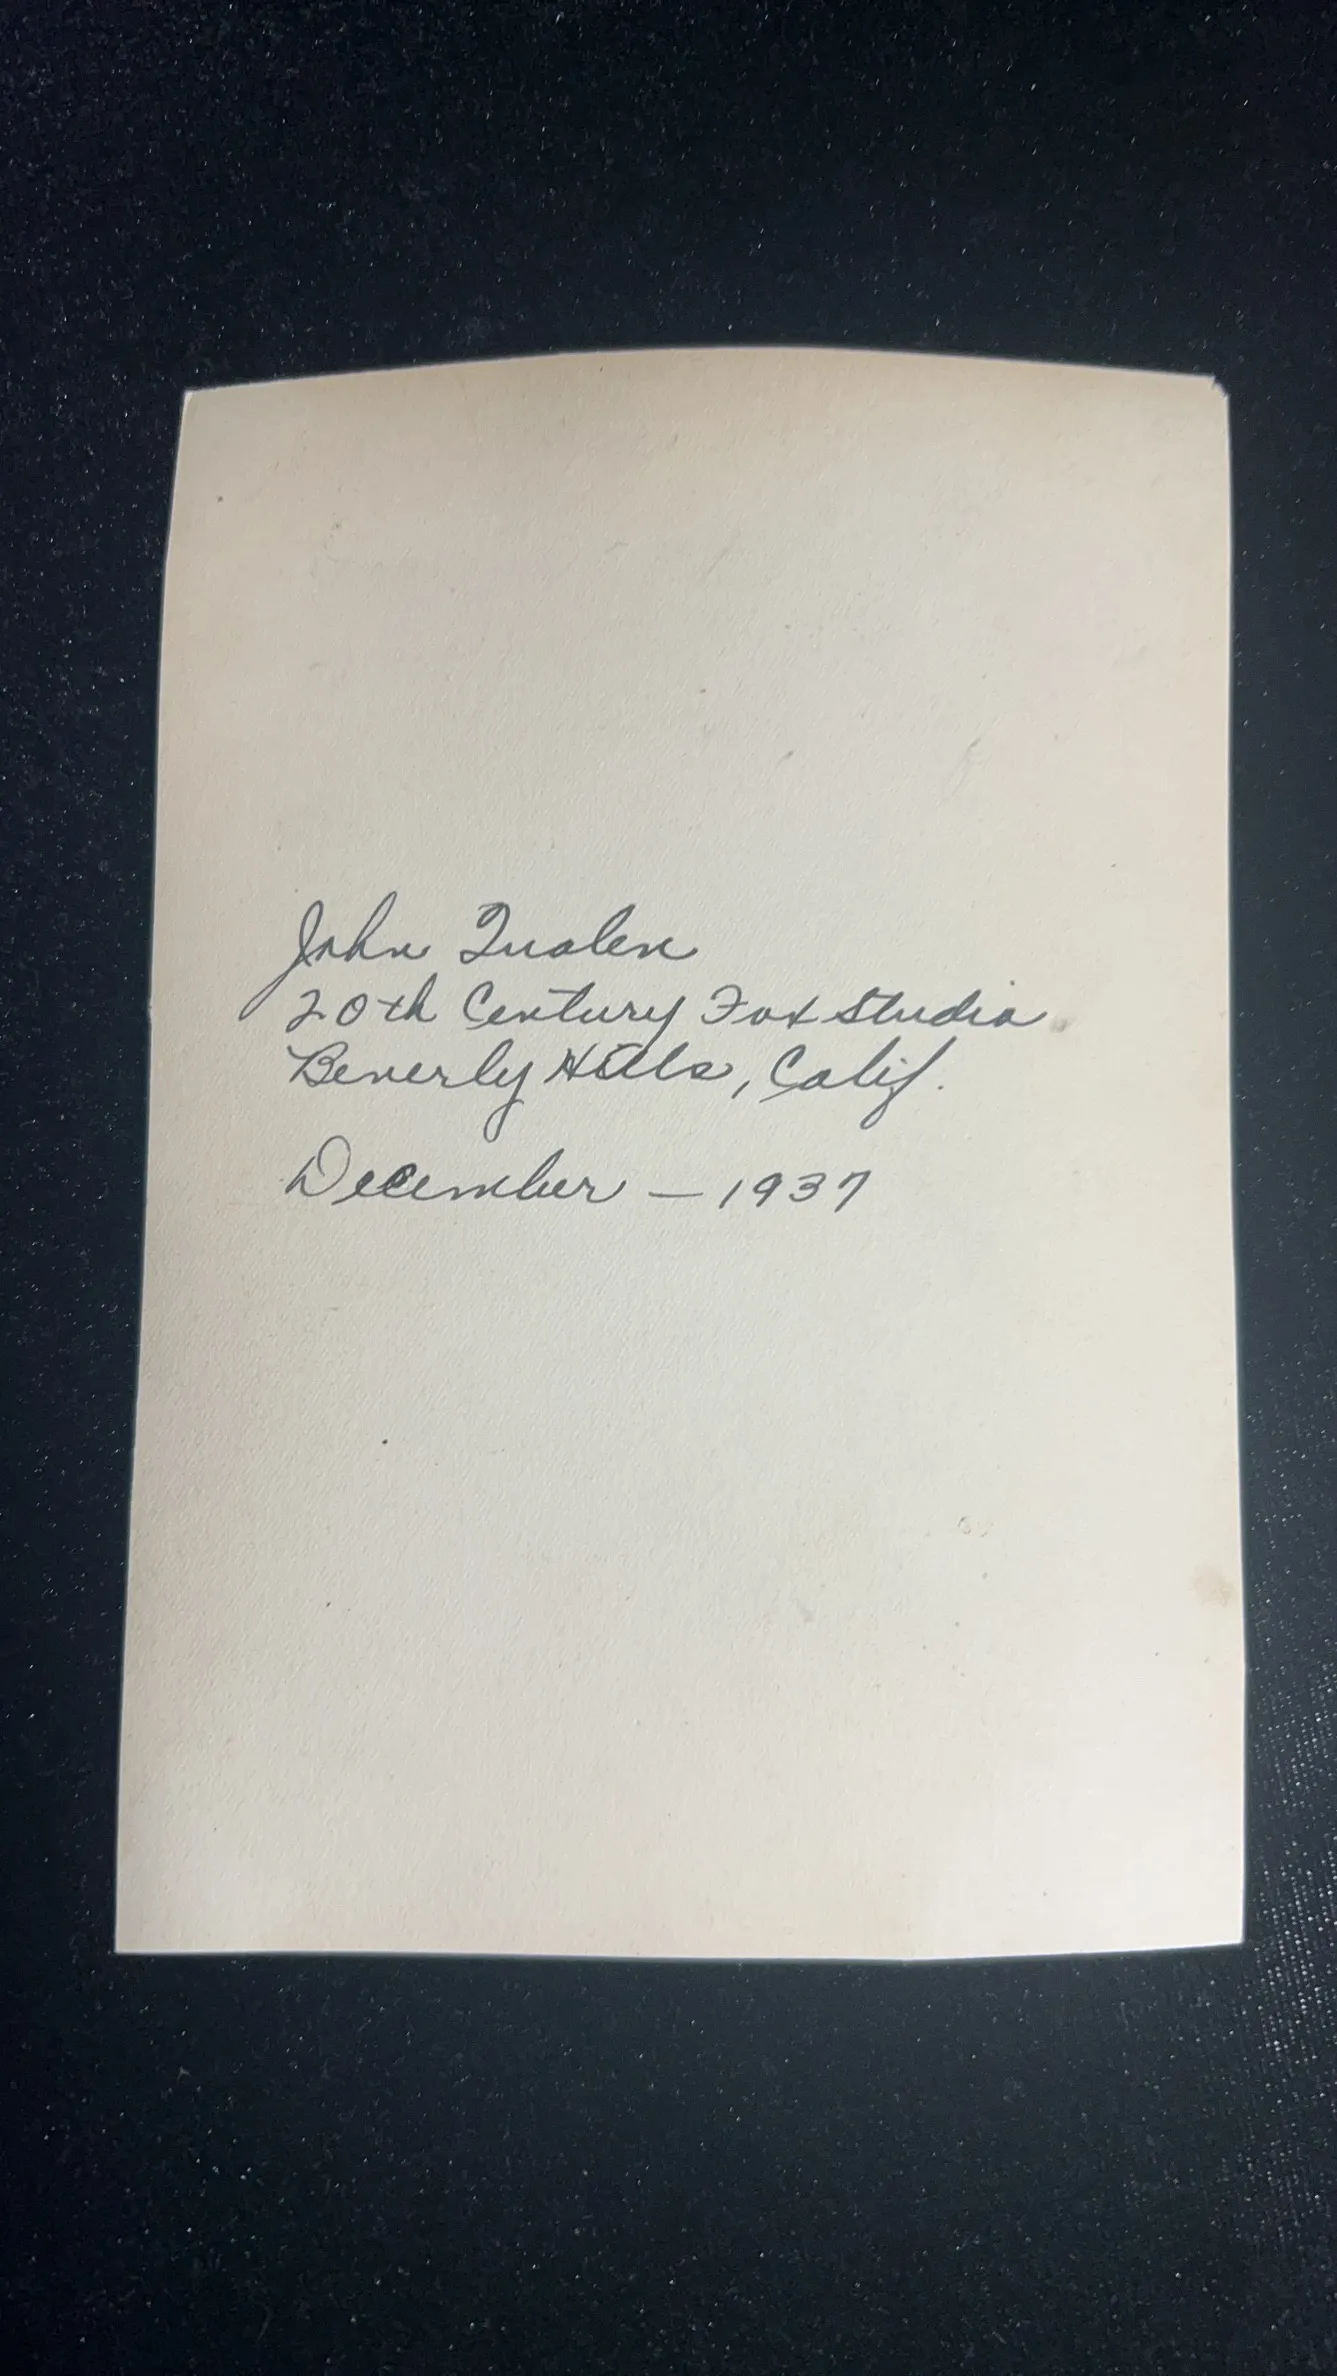 John Qualen
20th Century Fox Studio
Beverly Hills, Calif.
December — 1937